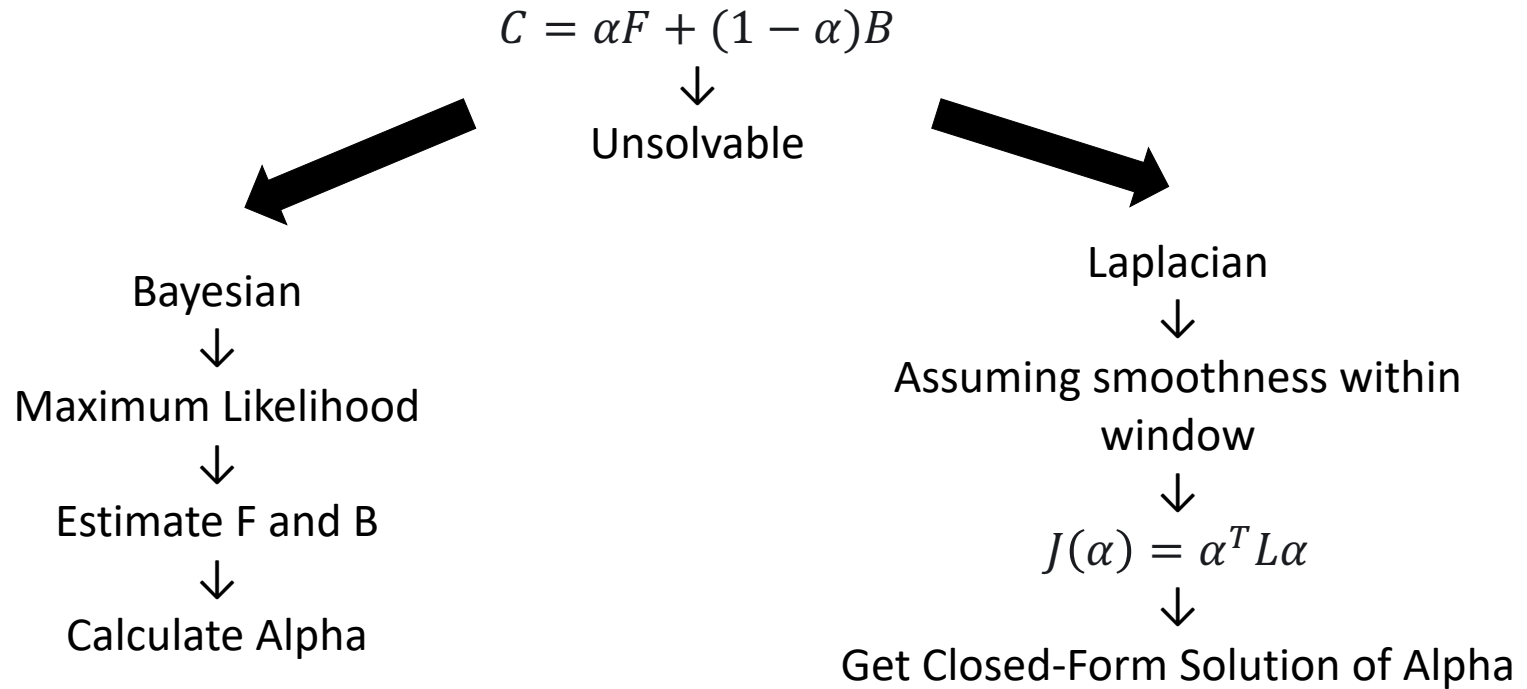 C = αF + (1 − α)B
↓
Unsolvable
Bayesian
↓
Maximum Likelihood
↓
Estimate F and B
↓
Calculate Alpha
Laplacian
↓
Assuming smoothness within
window
↓
J(α) = αᵀLα
↓
Get Closed-Form Solution of Alpha